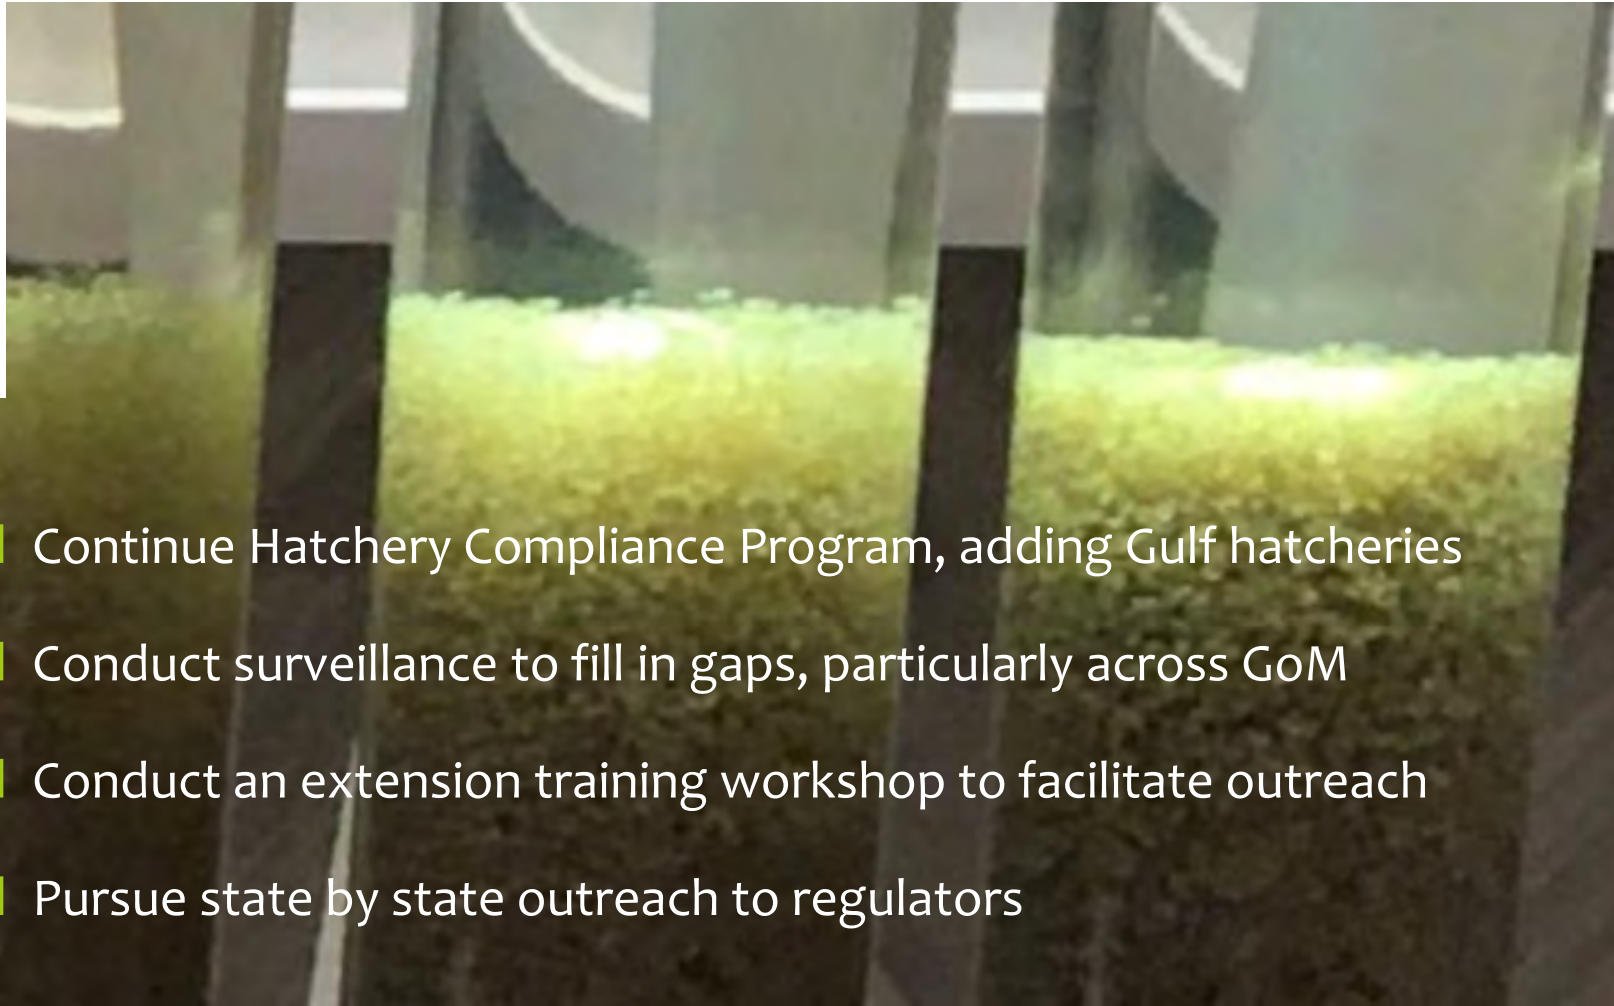 Continue Hatchery Compliance Program, adding Gulf hatcheries
Conduct surveillance to fill in gaps, particularly across GoM
Conduct an extension training workshop to facilitate outreach
Pursue state by state outreach to regulators